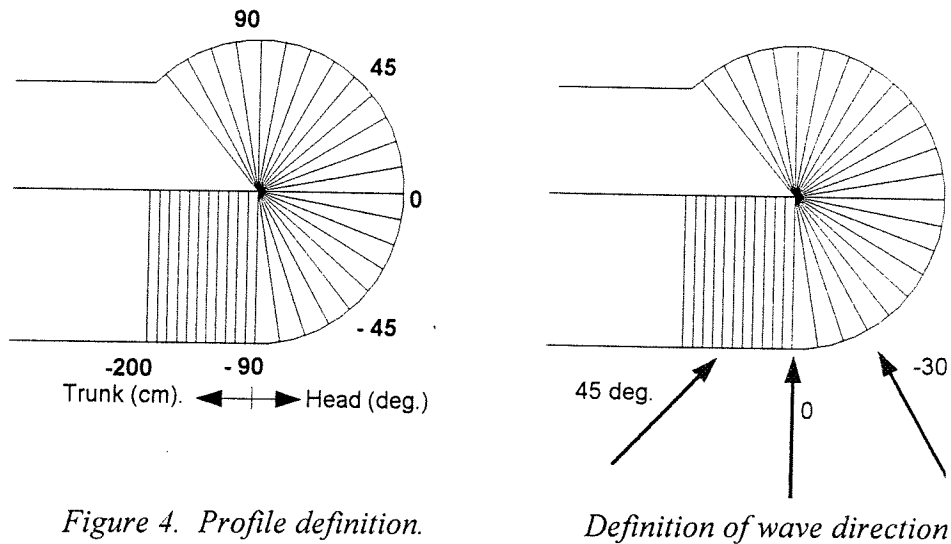 90
45
0
- 45
-200
- 90
Trunk (cm).
Head (deg.)
Figure 4. Profile definition.
45 deg.
0
-30
Definition of wave direction